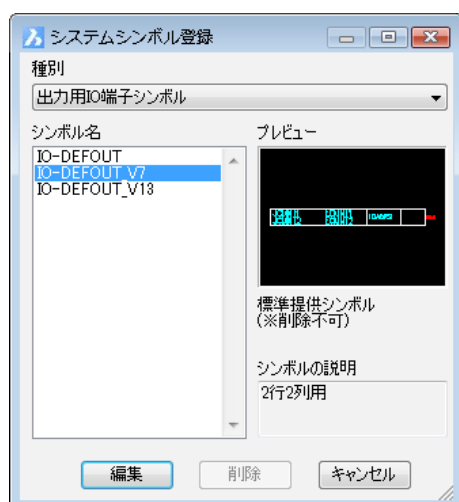 システムシンボル登録
種別
出力用IO端子シンボル
シンボル名
プレビュー
IO-DEFOUT
IO-DEFOUT_V7
IO-DEFOUT_V13
標準提供シンボル
(※削除不可)
シンボルの説明
2行2列用
編集
削除
キャンセル